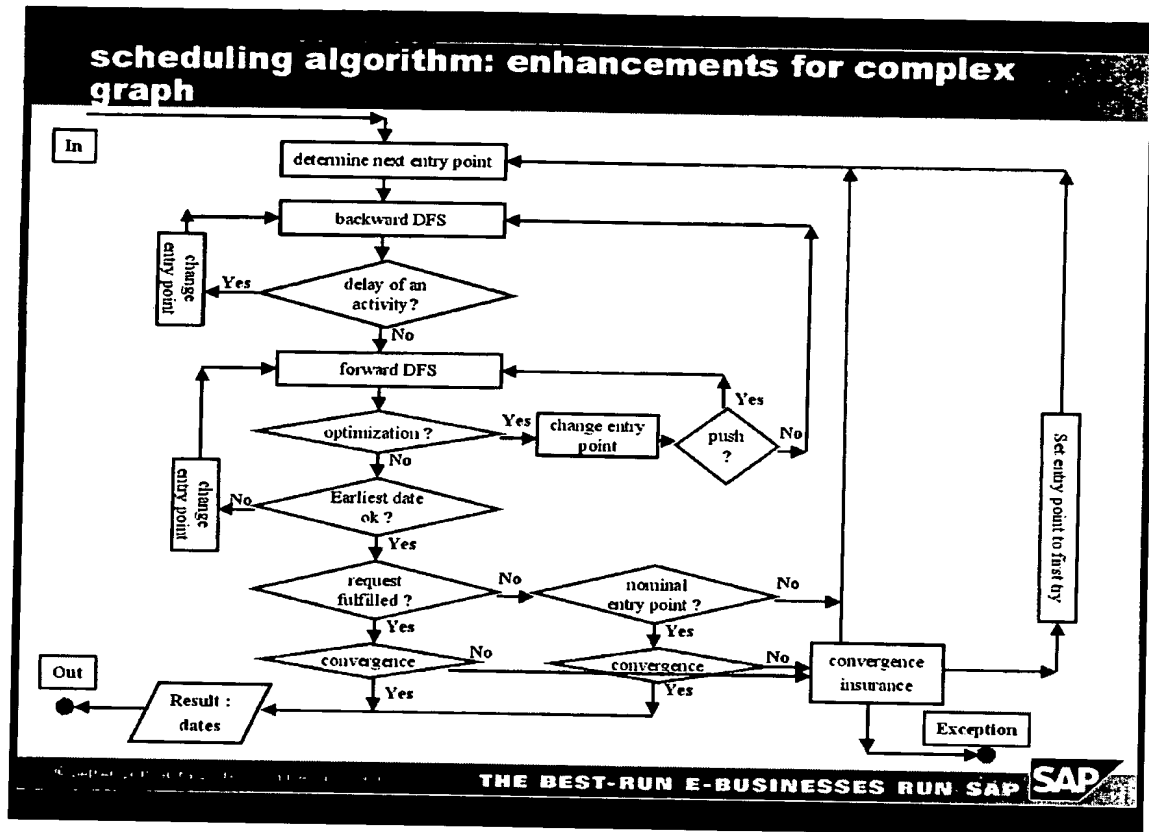 scheduling algorithm: enhancements for complex
graph
In
determine next entry point
backward DFS
change
entry point
Yes
delay of an
activity ?
No
forward DFS
Yes
optimization ?
Yes
change entry
point
push
?
No
No
change
entry point
No
Earliest date
ok ?
Yes
Set entry point to first try
request
fulfilled ?
No
nominal
entry point ?
No
Yes
Yes
convergence
No
convergence
No
convergence
insurance
Out
Yes
Yes
Result :
dates
Exception
THE BEST-RUN E-BUSINESSES RUN SAP
SAP